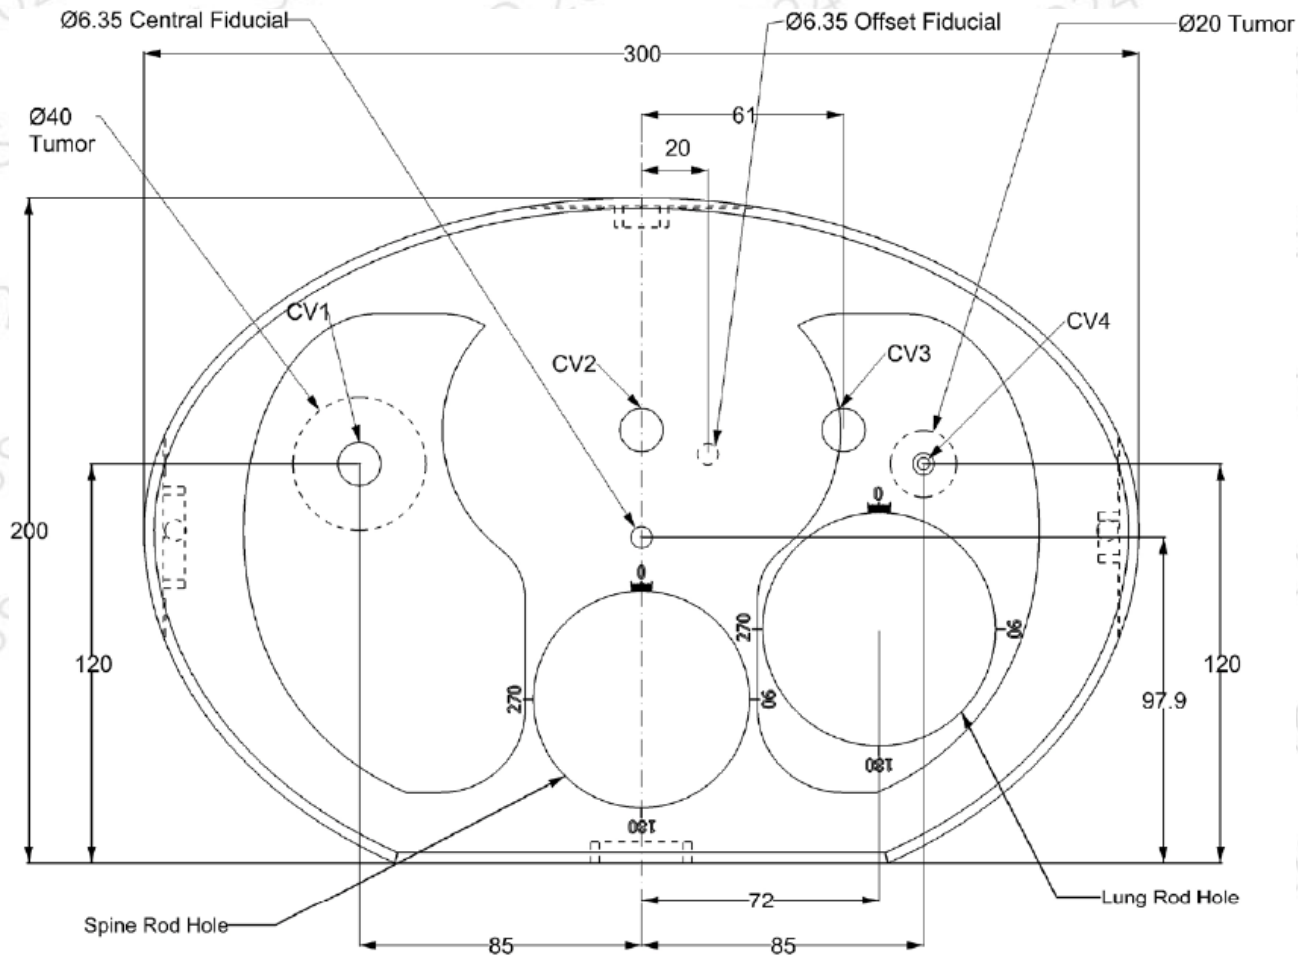 Ø6.35 Central Fiducial
Ø6.35 Offset Fiducial
Ø20 Tumor
300
Ø40
Tumor
61
20
CV1
CV2
CV3
CV4
0
200
0
270
90
120
120
97.9
270
90
180
180
72
Lung Rod Hole
Spine Rod Hole
85
85